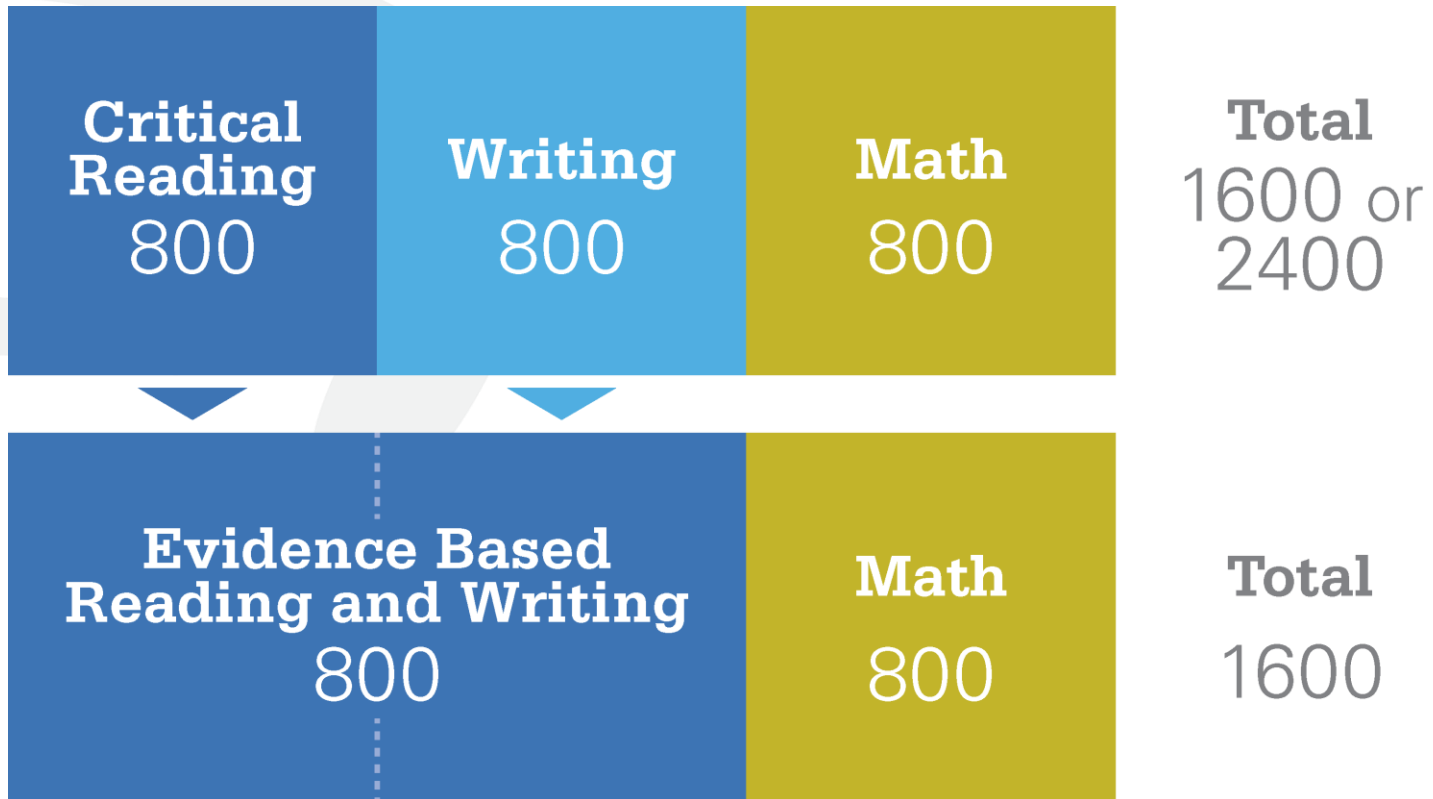 Critical
Reading
800
Writing
800
Math
800
Total
1600 or
2400
Evidence Based
Reading and Writing
800
Math
800
Total
1600